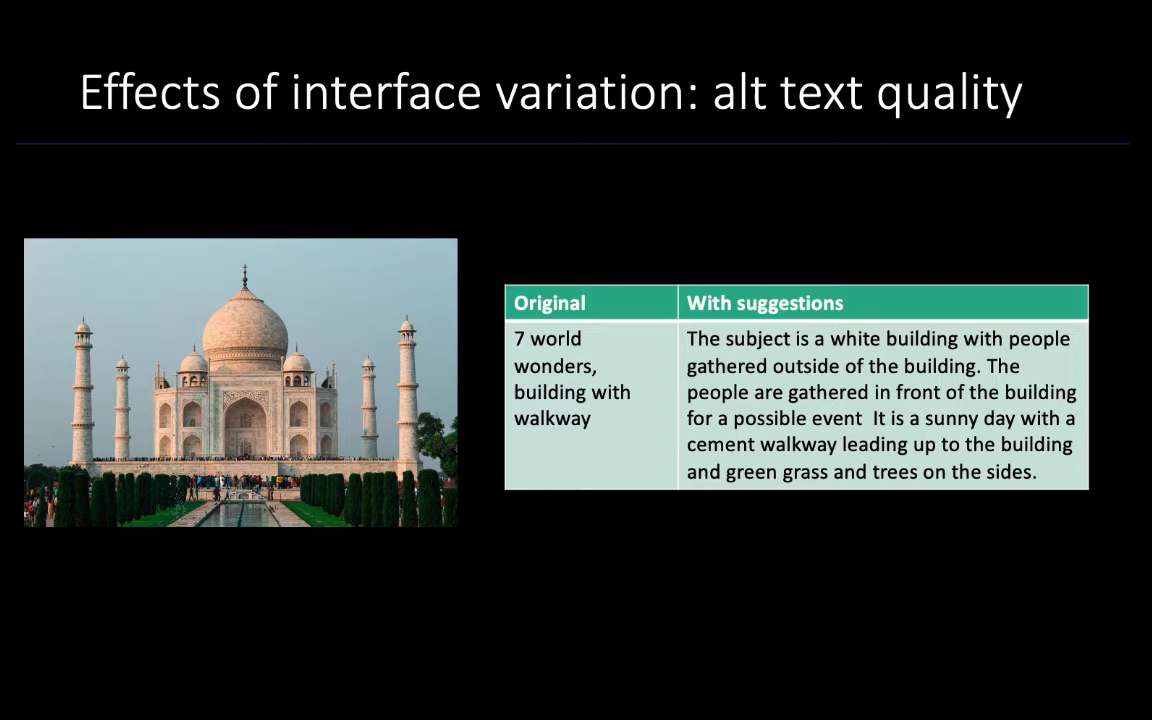 Effects of interface variation: alt text quality
Original
With suggestions
7 world
wonders,
building with
walkway
The subject is a white building with people
gathered outside of the building. The
people are gathered in front of the building
for a possible event  It is a sunny day with a
cement walkway leading up to the building
and green grass and trees on the sides.